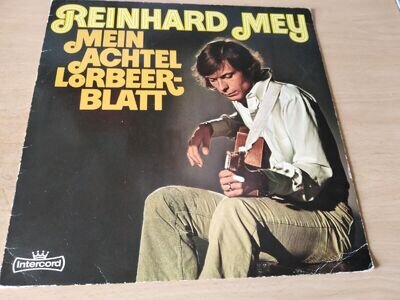 REINHARD MEY
MEIN
ACHTEL
LORBEER-
BLATT
Intercord